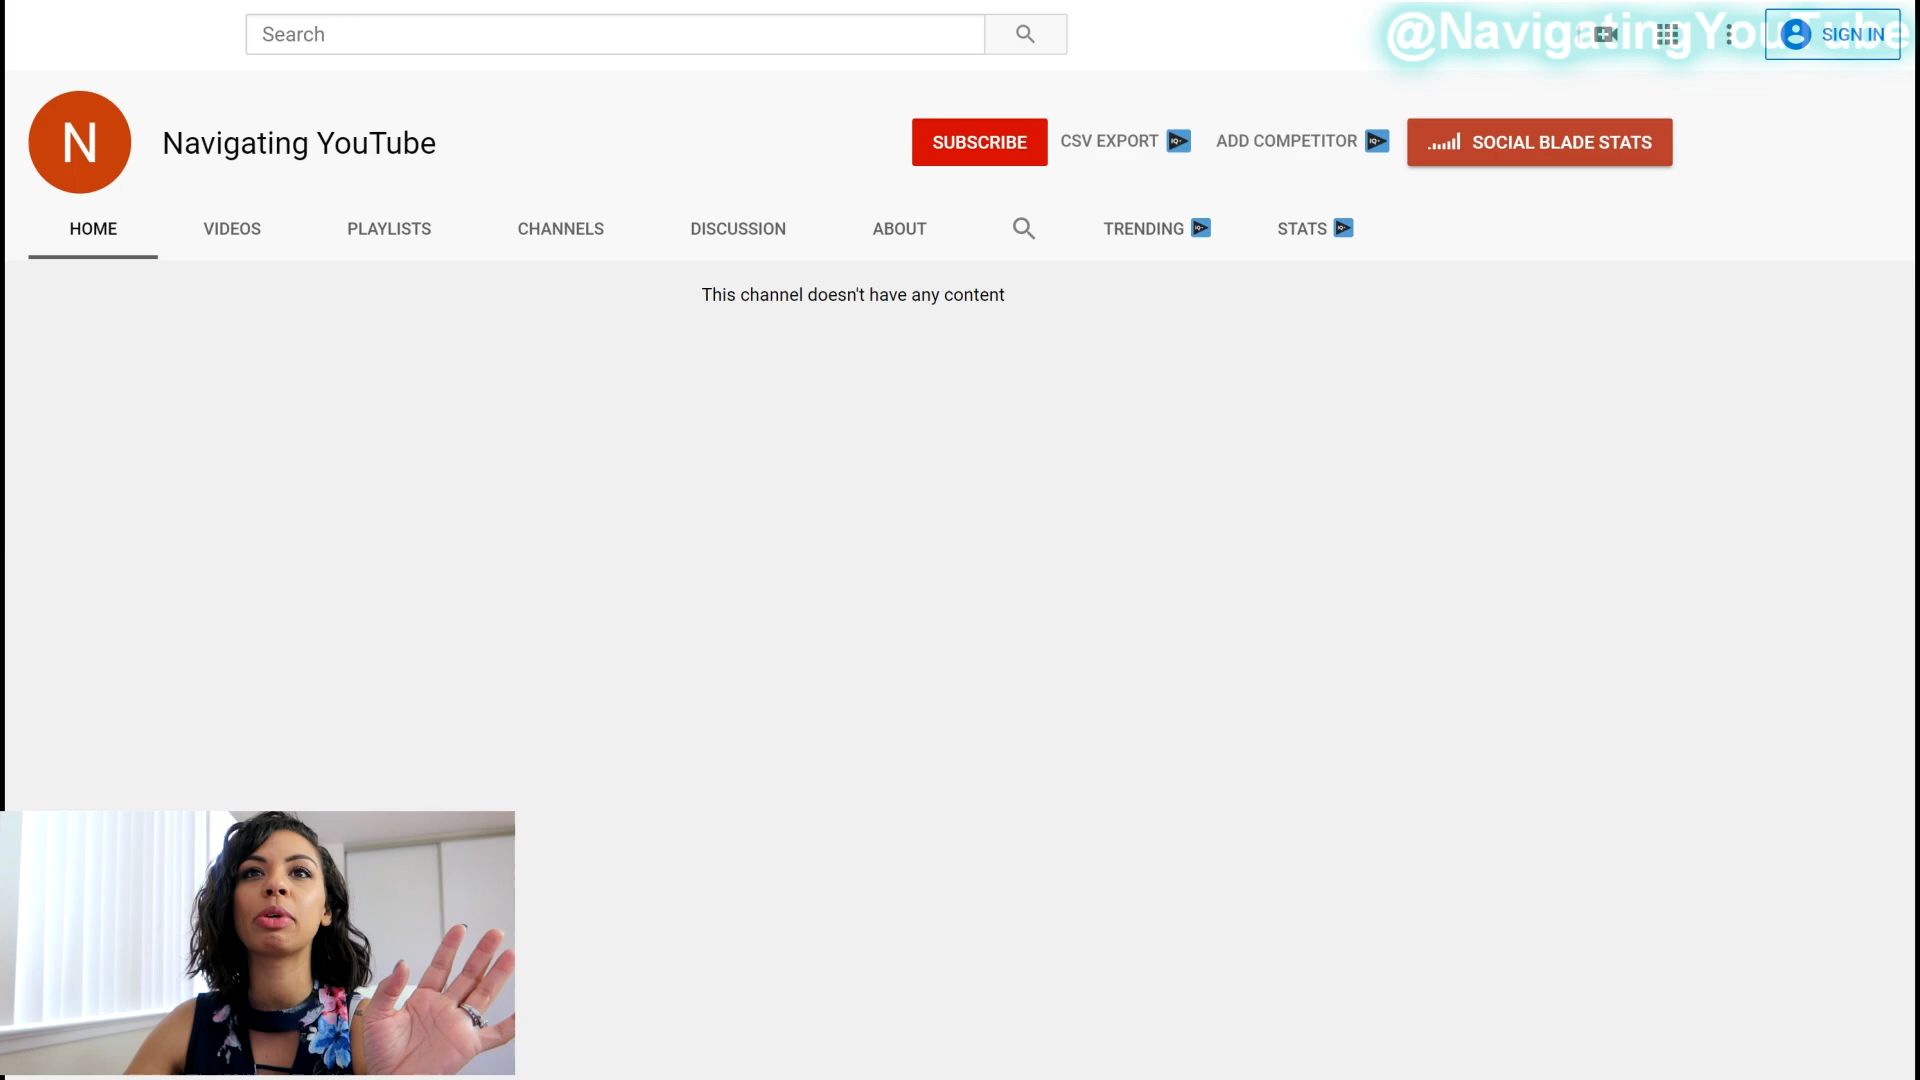 Search
@NavigatingYouTube
SIGN IN
N
Navigating YouTube
SUBSCRIBE
CSV EXPORT
ADD COMPETITOR
SOCIAL BLADE STATS
HOME
VIDEOS
PLAYLISTS
CHANNELS
DISCUSSION
ABOUT
TRENDING
STATS
This channel doesn't have any content